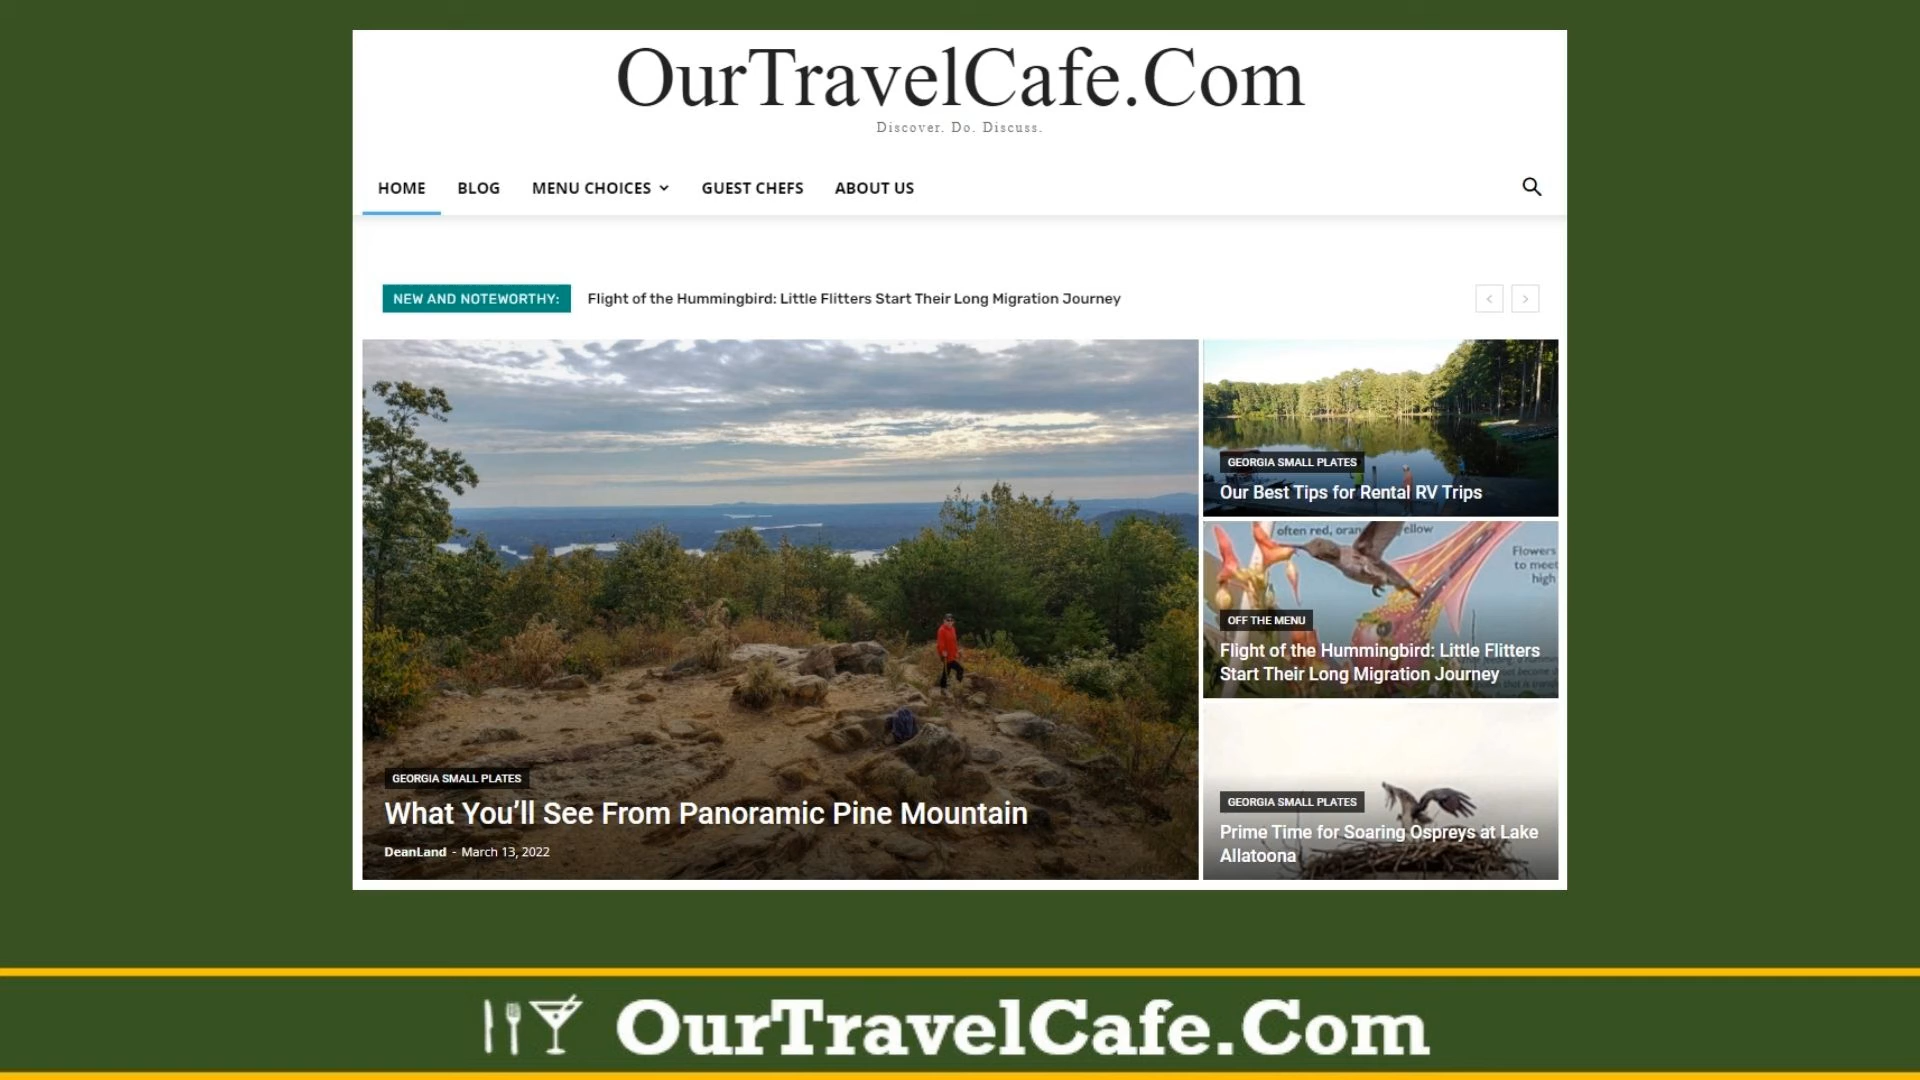 OurTravelCafe.Com
Discover. Do. Discuss.
HOME BLOG MENU CHOICES GUEST CHEFS ABOUT US
NEW AND NOTEWORTHY: Flight of the Hummingbird: Little Flitters Start Their Long Migration Journey
GEORGIA SMALL PLATES
What You’ll See From Panoramic Pine Mountain
DeanLand - March 13, 2022
GEORGIA SMALL PLATES
Our Best Tips for Rental RV Trips
often red, oran ellow
Flowers
to meet
high
OFF THE MENU
Flight of the Hummingbird: Little Flitters
Start Their Long Migration Journey
GEORGIA SMALL PLATES
Prime Time for Soaring Ospreys at Lake
Allatoona
OurTravelCafe.Com